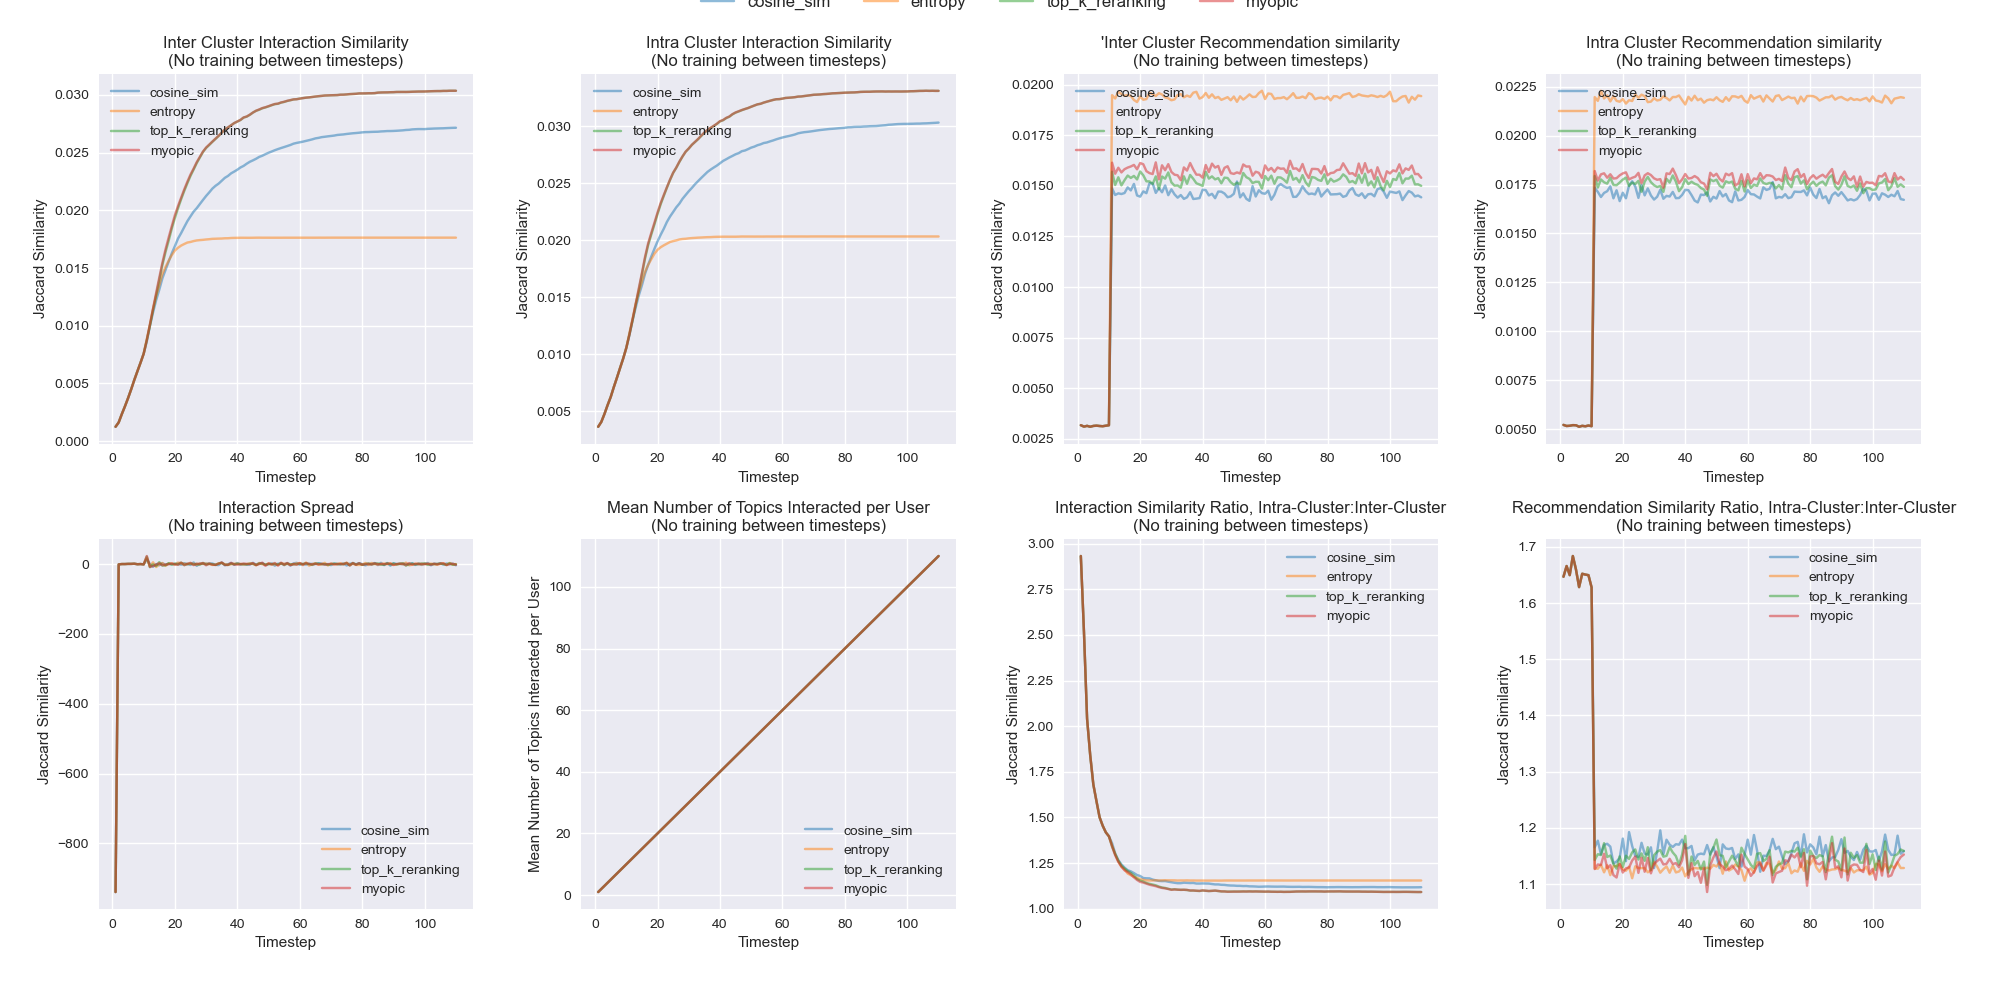 cosine_sim entropy top_k_reranking myopic
Inter Cluster Interaction Similarity
(No training between timesteps)
Jaccard Similarity
0.030
0.025
0.020
0.015
0.010
0.005
0.000
cosine_sim
entropy
top_k_reranking
myopic
0 20 40 60 80 100
Timestep
Intra Cluster Interaction Similarity
(No training between timesteps)
Jaccard Similarity
0.030
0.025
0.020
0.015
0.010
0.005
cosine_sim
entropy
top_k_reranking
myopic
0 20 40 60 80 100
Timestep
'Inter Cluster Recommendation similarity
(No training between timesteps)
Jaccard Similarity
0.0200
0.0175
0.0150
0.0125
0.0100
0.0075
0.0050
0.0025
cosine_sim
entropy
top_k_reranking
myopic
0 20 40 60 80 100
Timestep
Intra Cluster Recommendation similarity
(No training between timesteps)
Jaccard Similarity
0.0225
0.0200
0.0175
0.0150
0.0125
0.0100
0.0075
0.0050
cosine_sim
entropy
top_k_reranking
myopic
0 20 40 60 80 100
Timestep
Interaction Spread
(No training between timesteps)
Jaccard Similarity
0
−200
−400
−600
−800
cosine_sim
entropy
top_k_reranking
myopic
0 20 40 60 80 100
Timestep
Mean Number of Topics Interacted per User
(No training between timesteps)
Mean Number of Topics Interacted per User
100
80
60
40
20
0
cosine_sim
entropy
top_k_reranking
myopic
0 20 40 60 80 100
Timestep
Interaction Similarity Ratio, Intra-Cluster:Inter-Cluster
(No training between timesteps)
Jaccard Similarity
3.00
2.75
2.50
2.25
2.00
1.75
1.50
1.25
1.00
cosine_sim
entropy
top_k_reranking
myopic
0 20 40 60 80 100
Timestep
Recommendation Similarity Ratio, Intra-Cluster:Inter-Cluster
(No training between timesteps)
Jaccard Similarity
1.7
1.6
1.5
1.4
1.3
1.2
1.1
cosine_sim
entropy
top_k_reranking
myopic
0 20 40 60 80 100
Timestep